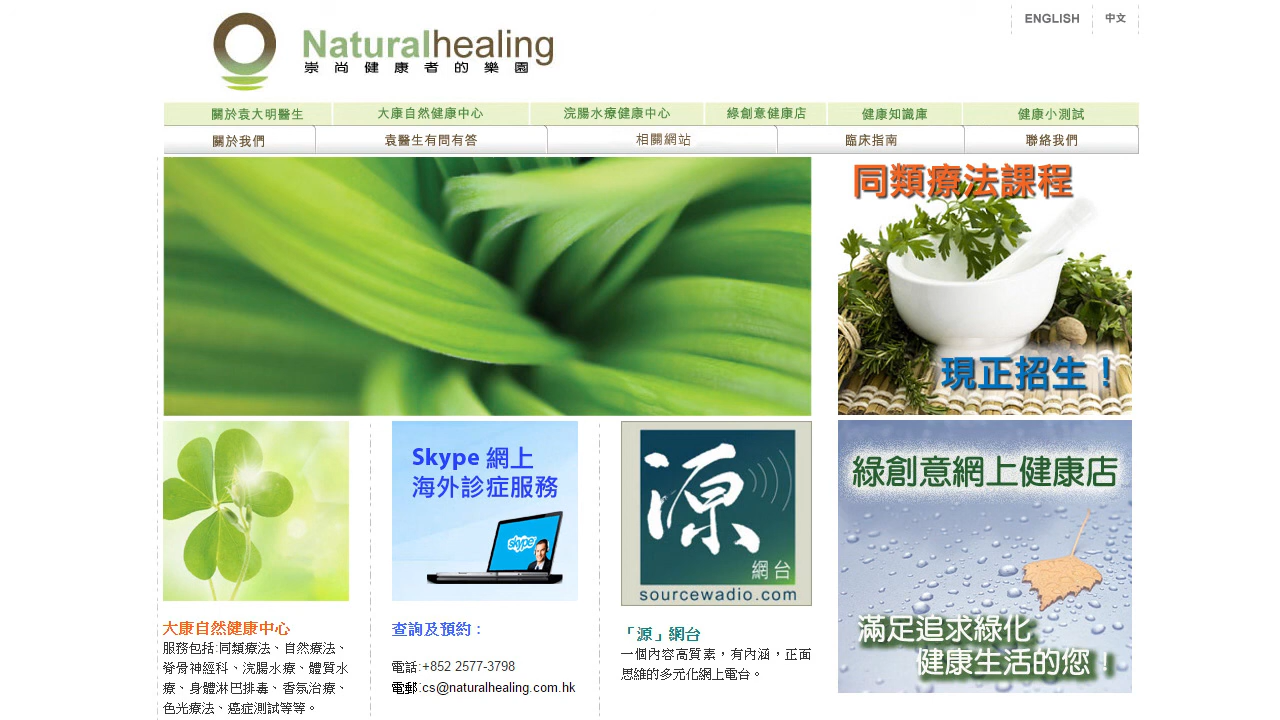 ENGLISH 中文
Naturalhealing
崇尚健康者的樂園
關於袁大明醫生 大康自然健康中心 浣腸水療健康中心 綠創意健康店 健康知識庫 健康小測試
關於我們 袁醫生有問有答 相關網站 臨床指南 聯絡我們
同類療法課程
現正招生！
Skype 網上
海外診症服務
skype
源
網台
sourcewadio.com
綠創意網上健康店
滿足追求綠化
健康生活的您！
大康自然健康中心
服務包括:同類療法、自然療法、
脊骨神經科、浣腸水療、體質水
療、身體淋巴排毒、香氛治療、
色光療法、癌症測試等等。
查詢及預約：
電話:+852 2577-3798
電郵:cs@naturalhealing.com.hk
「源」網台
一個內容高質素，有內涵，正面
思維的多元化網上電台。